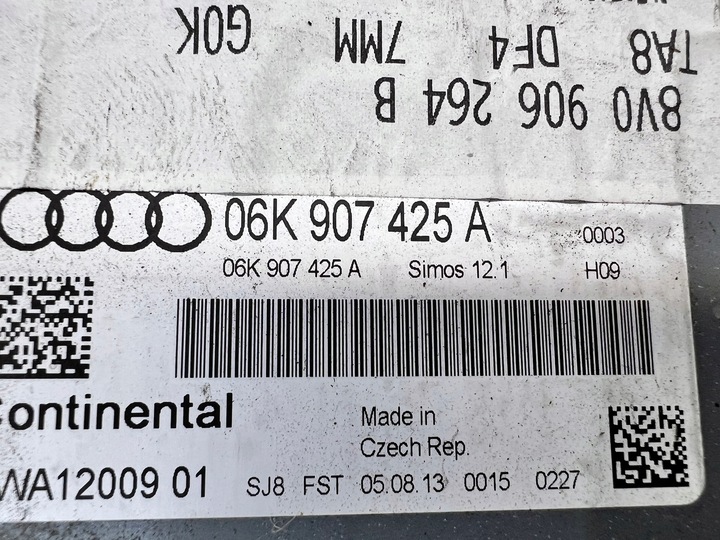 8V0 906 264 B
TA8 DF4 7MM G0K
06K 907 425 A 0003
06K 907 425 A Simos 12.1 H09
Continental
Made in
Czech Rep.
WA12009 01 SJ8 FST 05.08.13 0015 0227